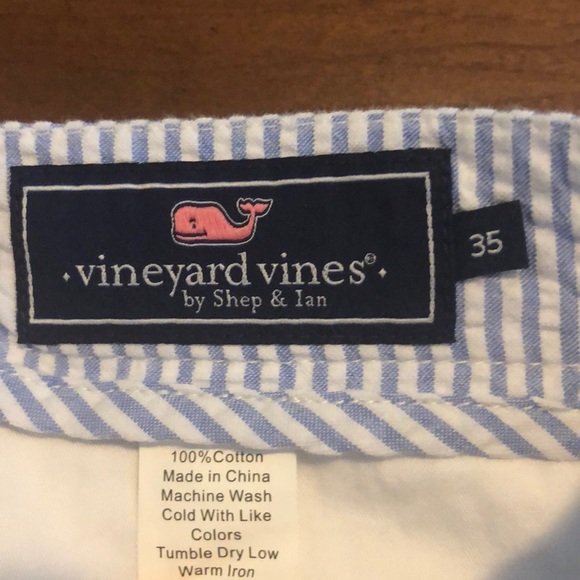 ·vineyard vines®·
by Shep & Ian
35
100%Cotton
Made in China
Machine Wash
Cold With Like
Colors
Tumble Dry Low
Warm Iron